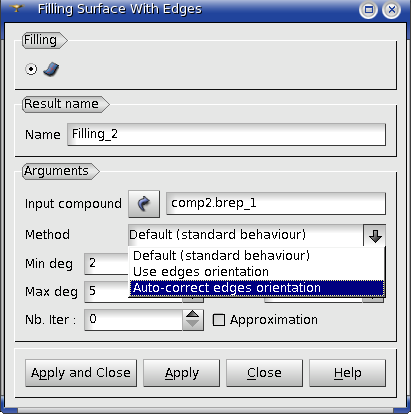 Filling Surface With Edges
Filling
Result name
Name Filling_2
Arguments
Input compound comp2.brep_1
Method Default (standard behaviour)
Default (standard behaviour)
Use edges orientation
Auto-correct edges orientation
Min deg 2
Max deg 5
Nb. Iter : 0 Approximation
Apply and Close Apply Close Help